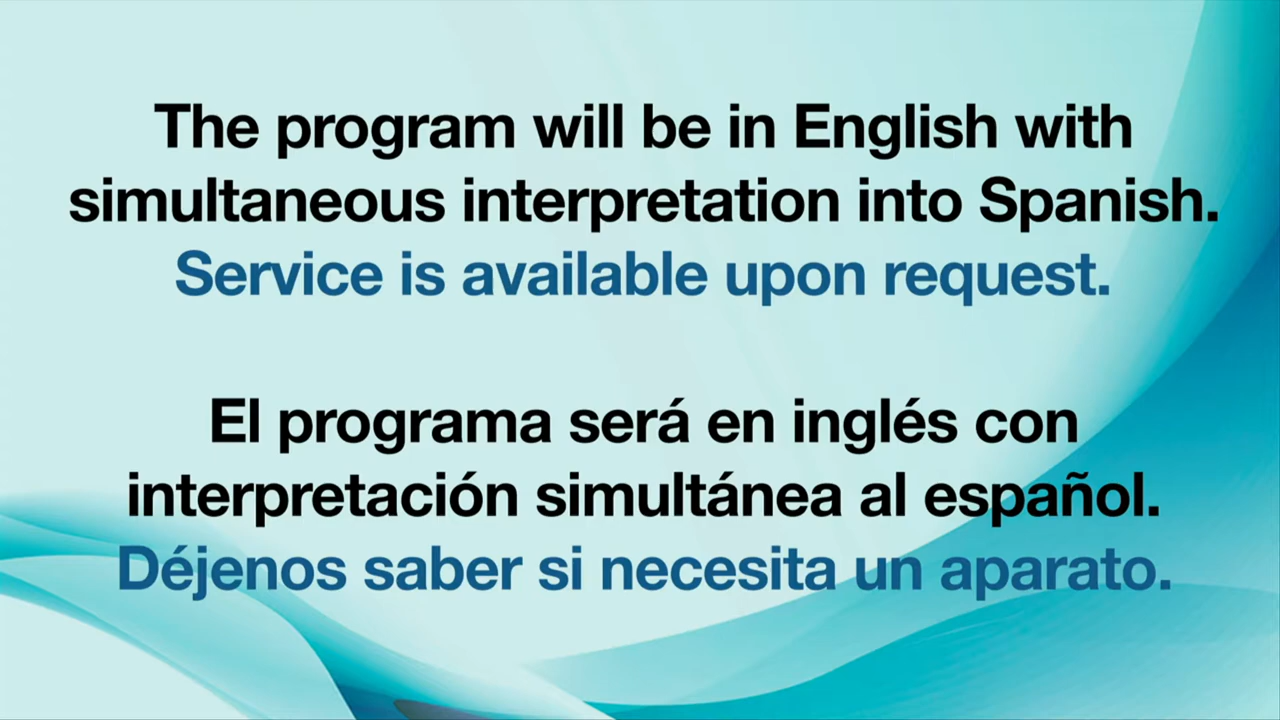 The program will be in English with
simultaneous interpretation into Spanish.
Service is available upon request.
El programa será en inglés con
interpretación simultánea al español.
Déjenos saber si necesita un aparato.